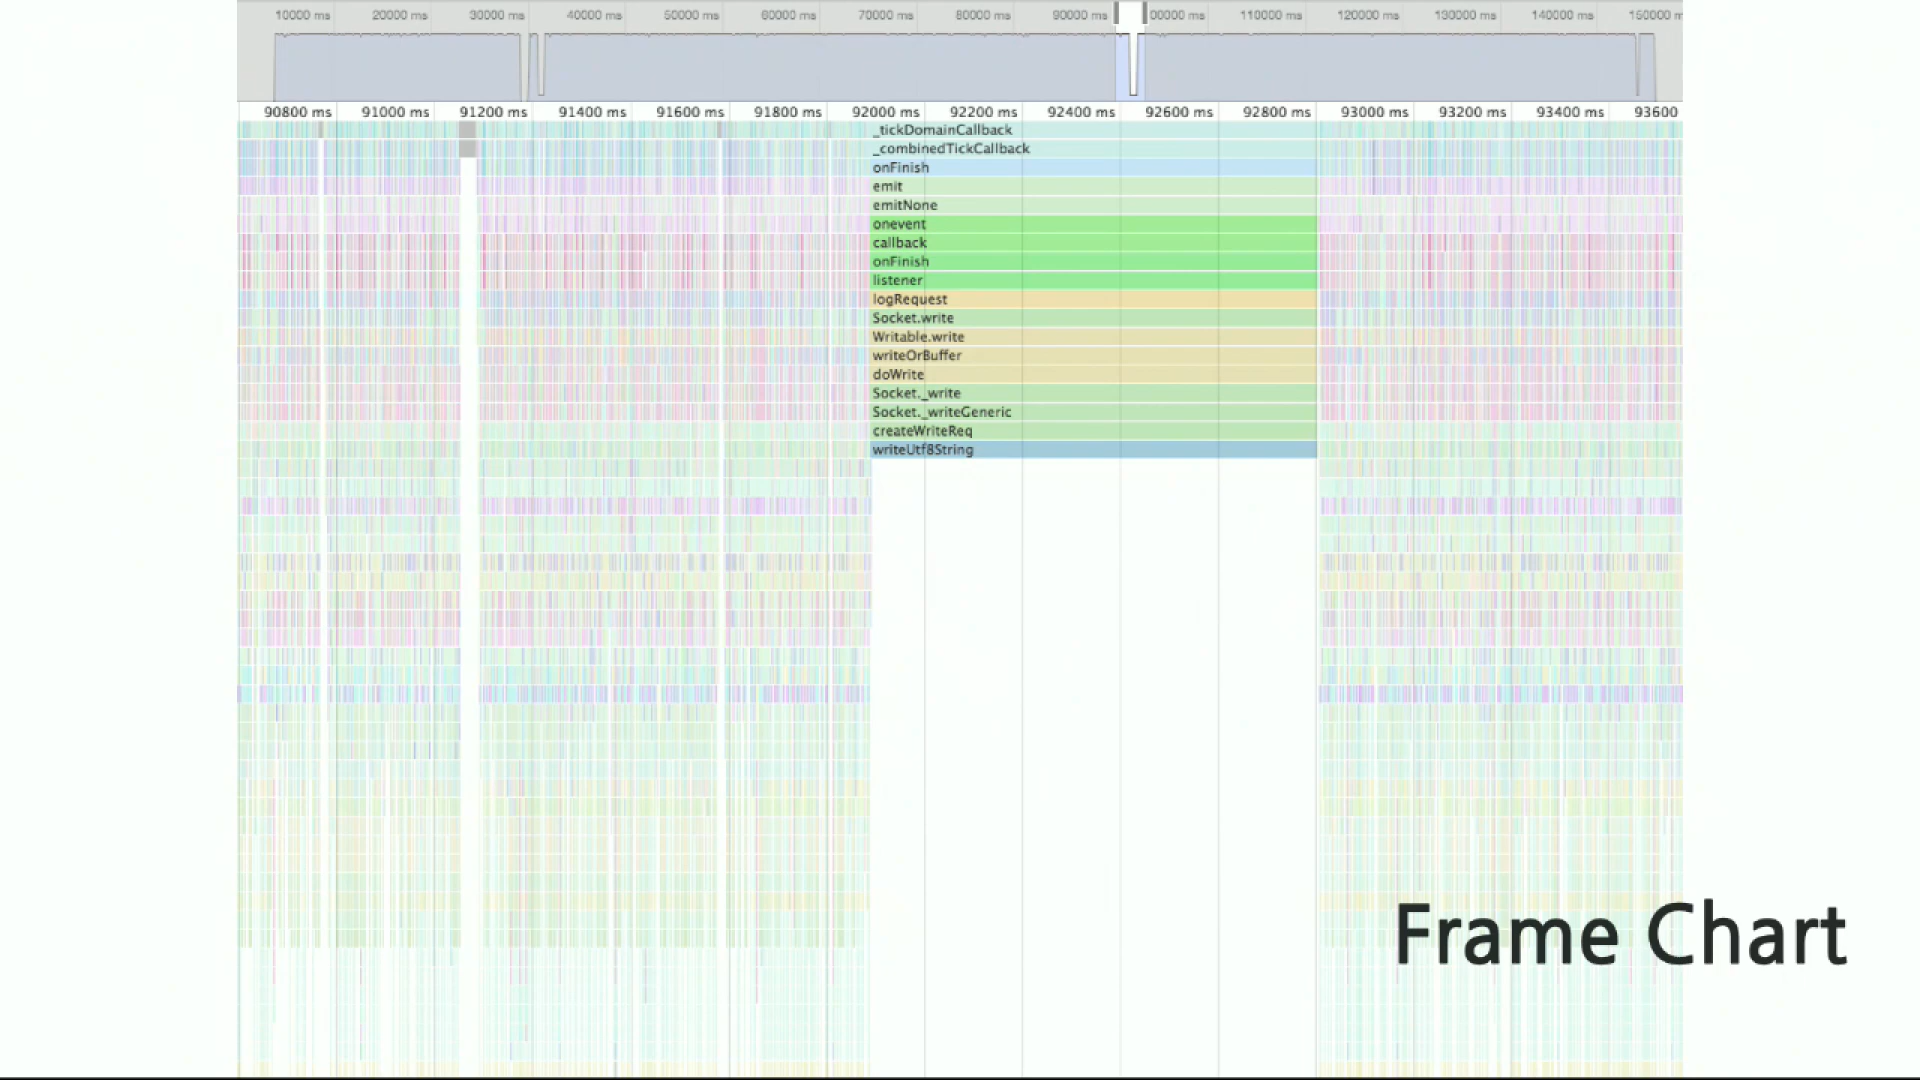 10000 ms 20000 ms 30000 ms 40000 ms 50000 ms 60000 ms 70000 ms 80000 ms 90000 ms 00000 ms 110000 ms 120000 ms 130000 ms 140000 ms 150000 m
90800 ms 91000 ms 91200 ms 91400 ms 91600 ms 91800 ms 92000 ms 92200 ms 92400 ms 92600 ms 92800 ms 93000 ms 93200 ms 93400 ms 93600
_tickDomainCallback
_combinedTickCallback
onFinish
emit
emitNone
onevent
callback
onFinish
listener
logRequest
Socket.write
Writable.write
writeOrBuffer
doWrite
Socket._write
Socket._writeGeneric
createWriteReq
writeUtf8String
Frame Chart